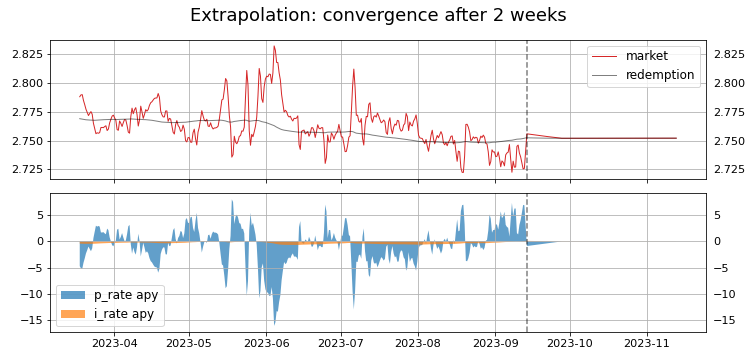 Extrapolation: convergence after 2 weeks
2.825 2.825
2.800 2.800
2.775 2.775
2.750 2.750
2.725 2.725
market
redemption
5 5
0 0
−5 −5
−10 −10
−15 −15
p_rate apy
i_rate apy
2023-04 2023-05 2023-06 2023-07 2023-08 2023-09 2023-10 2023-11